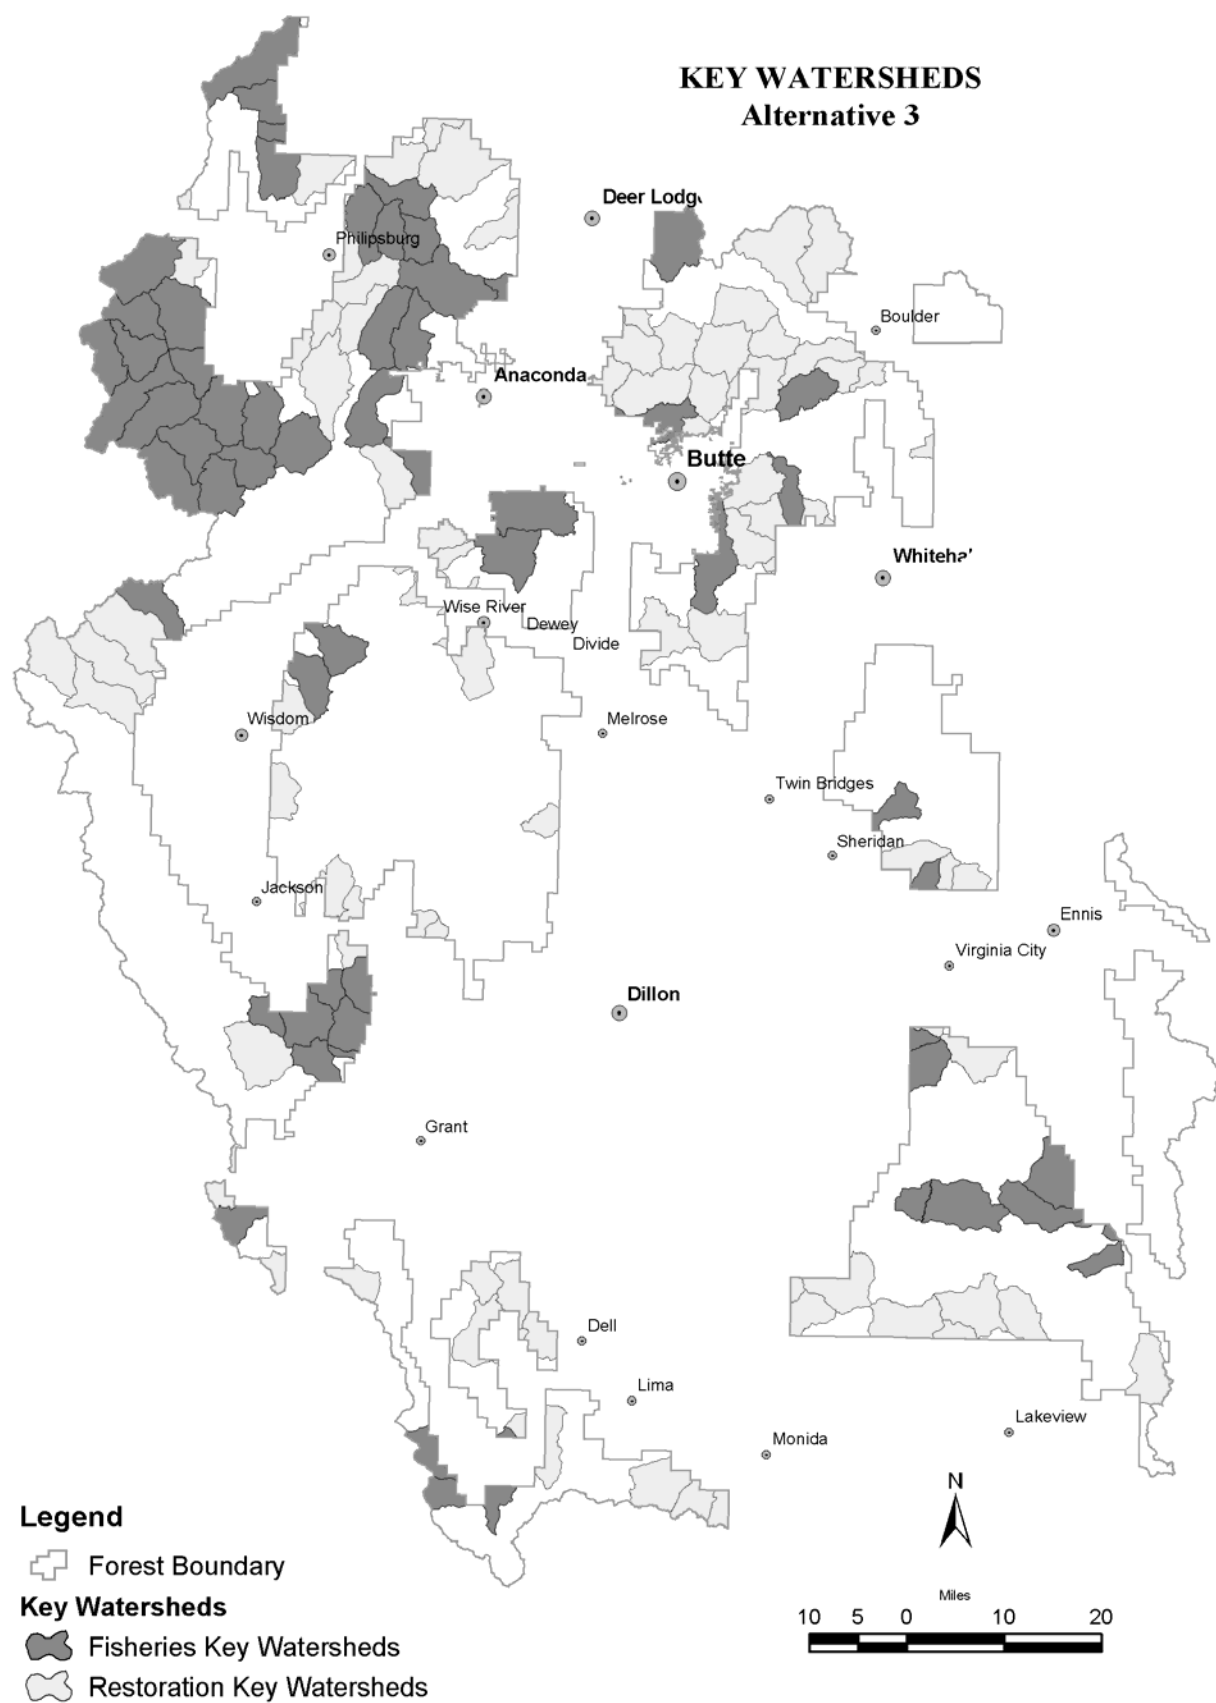 KEY WATERSHEDS
Alternative 3
Deer Lodg
Philipsburg
Boulder
Anaconda
Butte
Whiteha
Wise River
Dewey
Divide
Wisdom
Melrose
Twin Bridges
Sheridan
Jackson
Ennis
Virginia City
Dillon
Grant
Dell
Lima
Lakeview
Monida
N
Legend
Forest Boundary
Key Watersheds
Fisheries Key Watersheds
Restoration Key Watersheds
Miles
10 5 0 10 20